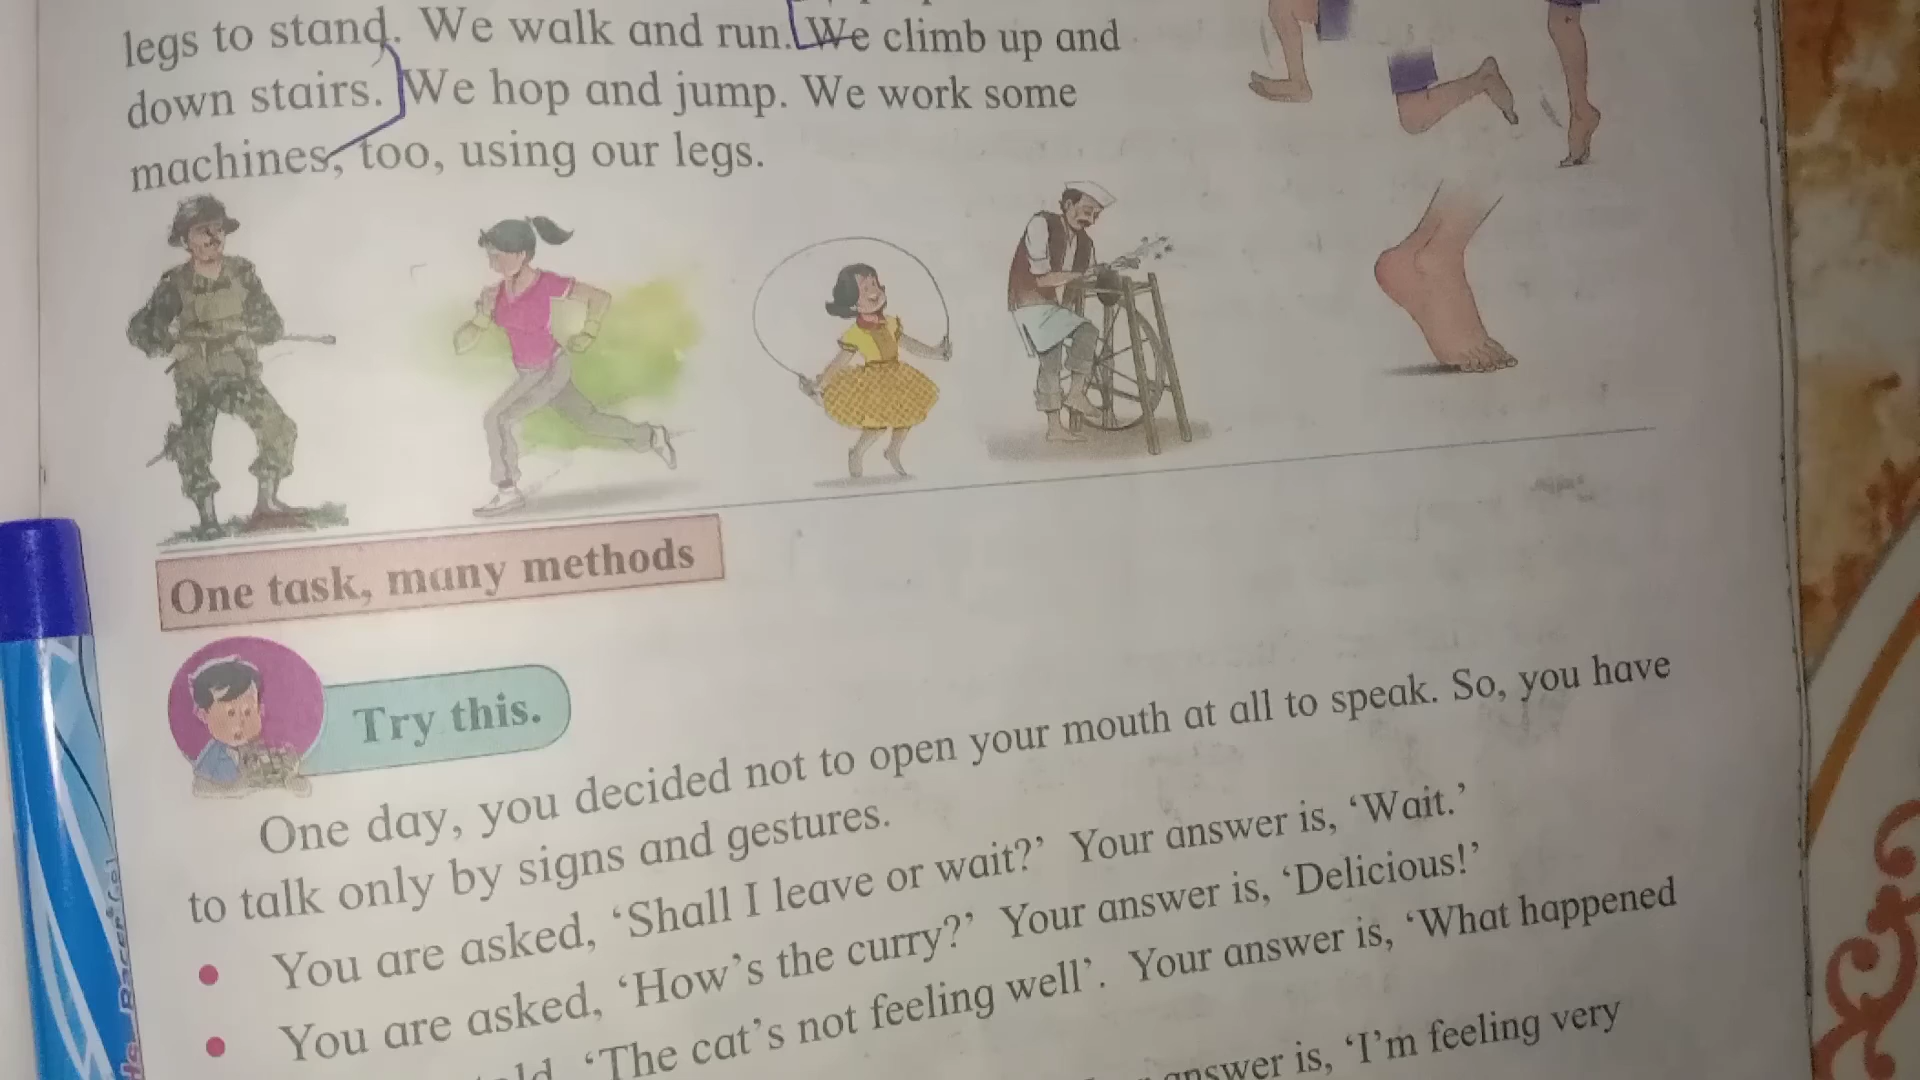 legs to stand. We walk and run. We climb up and
down stairs. We hop and jump. We work some
machines, too, using our legs.
One task, many methods
Try this.
One day, you decided not to open your mouth at all to speak. So, you have
to talk only by signs and gestures.
You are asked, ‘Shall I leave or wait?’ Your answer is, ‘Wait.’
You are asked, ‘How’s the curry?’ Your answer is, ‘Delicious!’
‘The cat’s not feeling well’. Your answer is, ‘What happened
answer is, ‘I’m feeling very